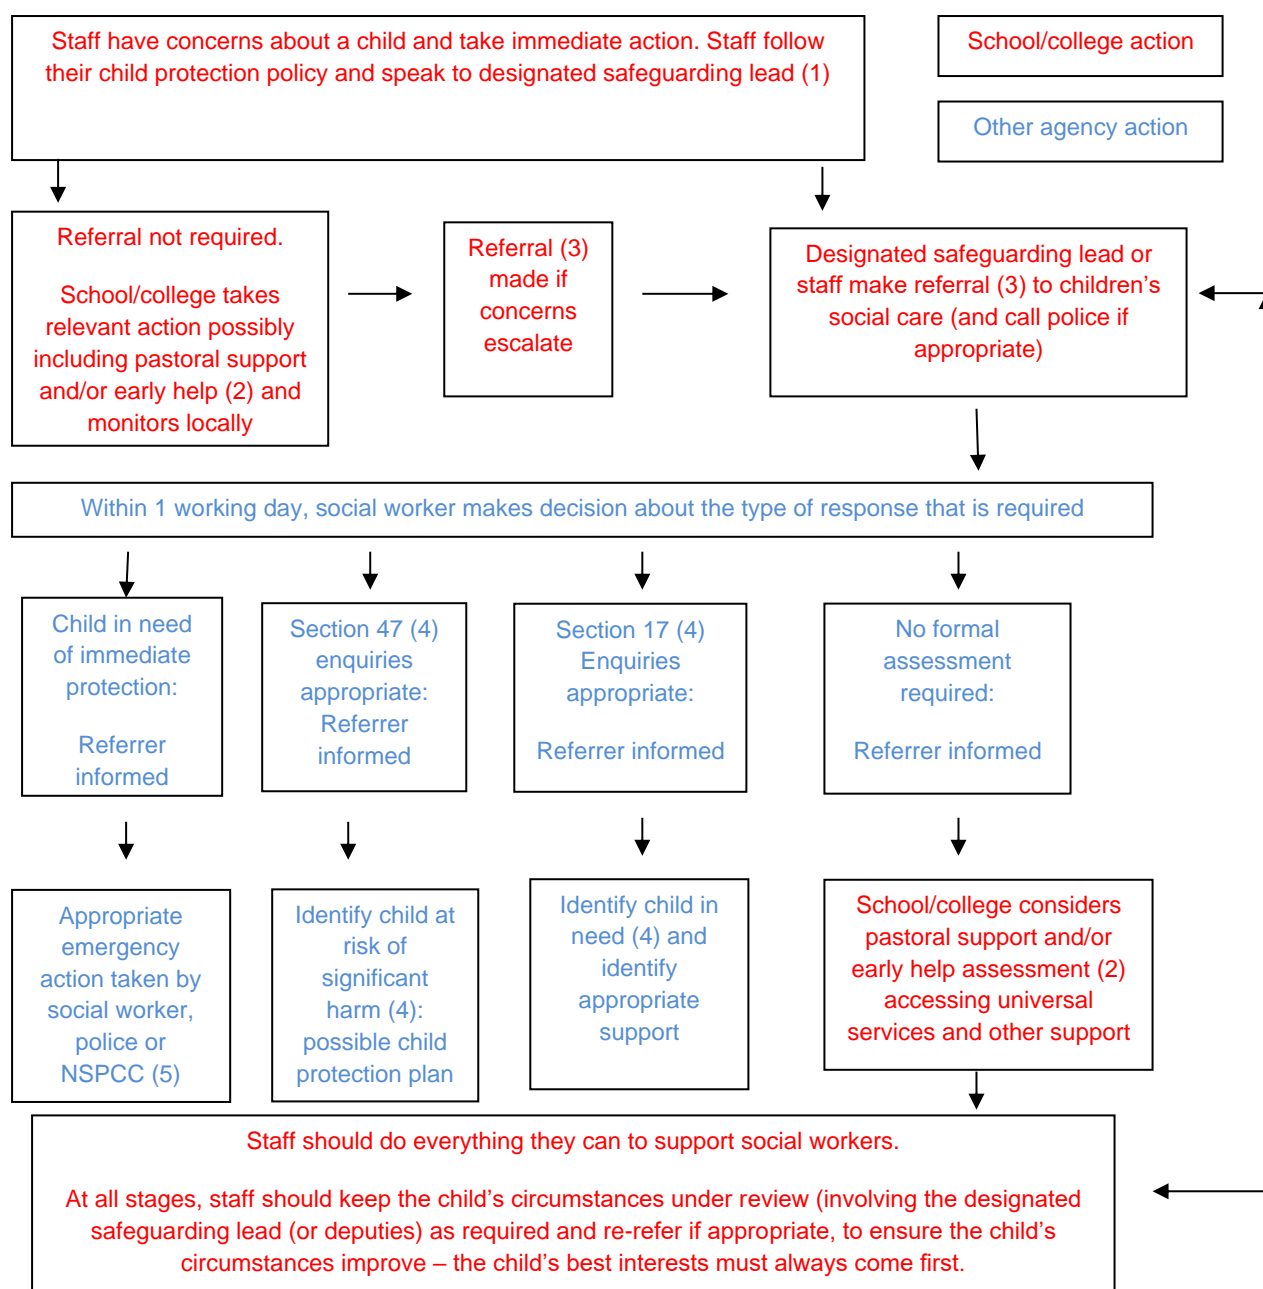 Staff have concerns about a child and take immediate action. Staff follow
their child protection policy and speak to designated safeguarding lead (1)
School/college action
Other agency action
Referral not required.
School/college takes
relevant action possibly
including pastoral support
and/or early help (2) and
monitors locally
Referral (3)
made if
concerns
escalate
Designated safeguarding lead or
staff make referral (3) to children’s
social care (and call police if
appropriate)
Within 1 working day, social worker makes decision about the type of response that is required
Child in need
of immediate
protection:
Referrer
informed
Section 47 (4)
enquiries
appropriate:
Referrer
informed
Section 17 (4)
Enquiries
appropriate:
Referrer informed
No formal
assessment
required:
Referrer informed
Appropriate
emergency
action taken by
social worker,
police or
NSPCC (5)
Identify child at
risk of
significant
harm (4):
possible child
protection plan
Identify child in
need (4) and
identify
appropriate
support
School/college considers
pastoral support and/or
early help assessment (2)
accessing universal
services and other support
Staff should do everything they can to support social workers.
At all stages, staff should keep the child’s circumstances under review (involving the designated
safeguarding lead (or deputies) as required and re-refer if appropriate, to ensure the child’s
circumstances improve – the child’s best interests must always come first.